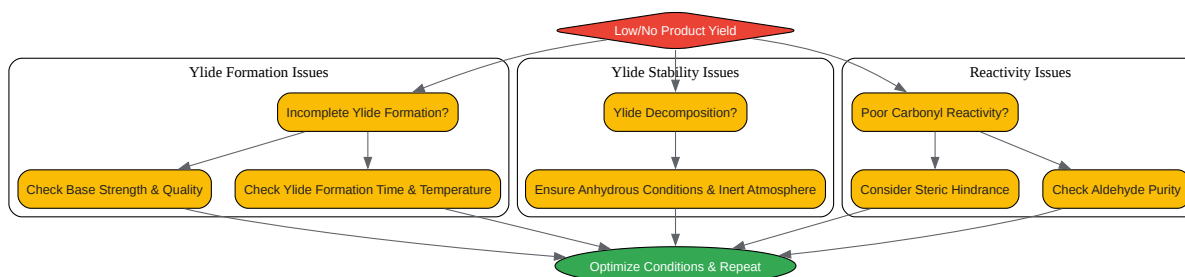 Low/No Product Yield
Ylide Formation Issues
Ylide Stability Issues
Reactivity Issues
Incomplete Ylide Formation?
Ylide Decomposition?
Poor Carbonyl Reactivity?
Check Base Strength & Quality
Check Ylide Formation Time & Temperature
Ensure Anhydrous Conditions & Inert Atmosphere
Consider Steric Hindrance
Check Aldehyde Purity
Optimize Conditions & Repeat